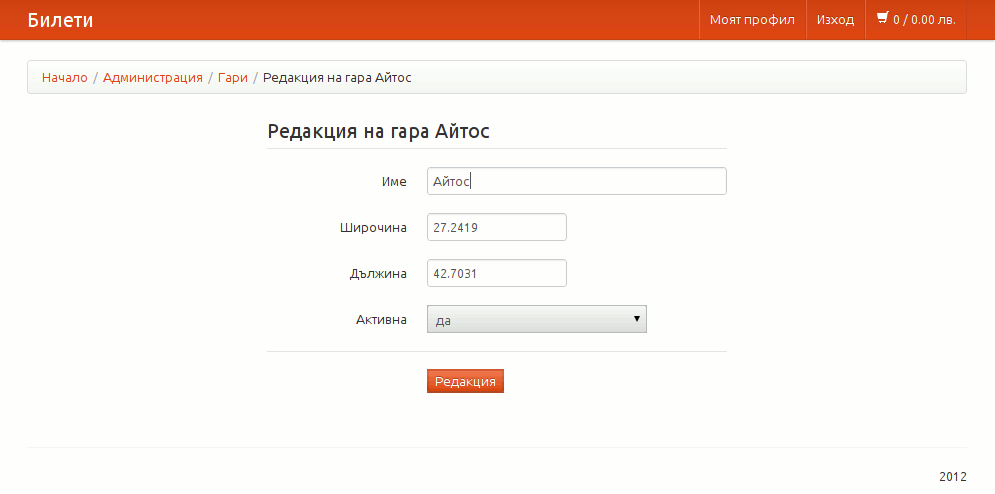 Билети
Моят профил
Изход
0 / 0.00 лв.
Начало / Администрация / Гари / Редакция на гара Айтос
Редакция на гара Айтос
Име Айтос
Широчина 27.2419
Дължина 42.7031
Активна да
Редакция
2012